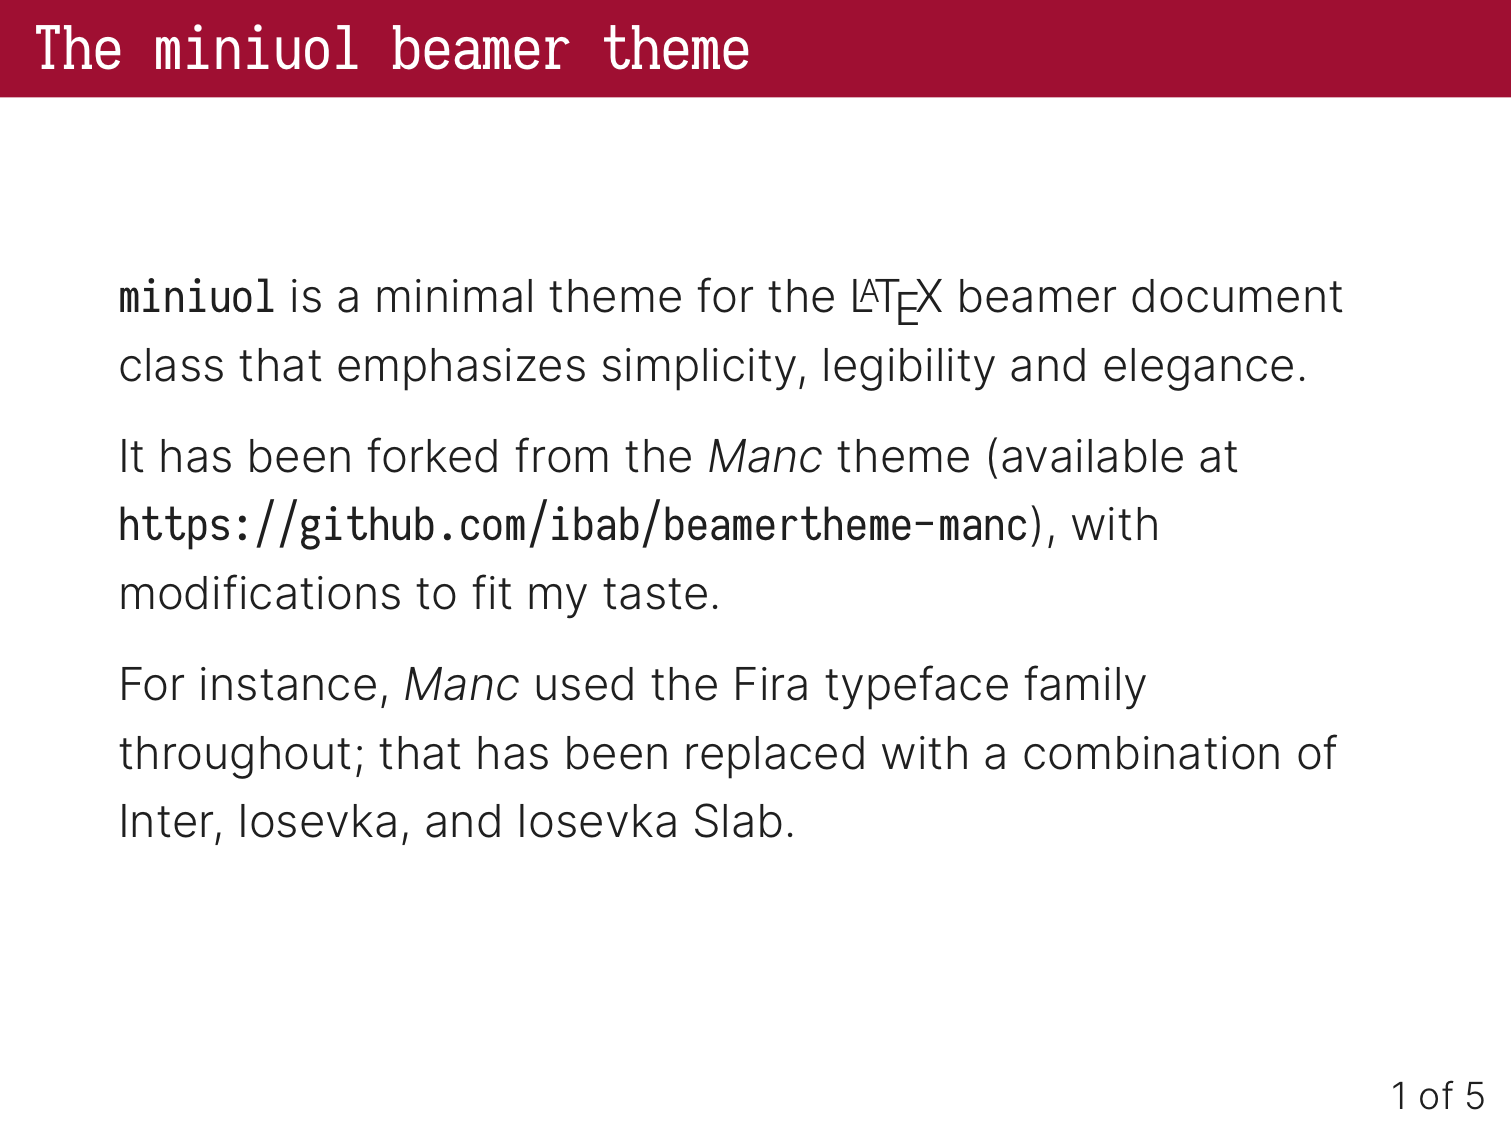 The miniuol beamer theme
miniuol is a minimal theme for the LATEX beamer document
class that emphasizes simplicity, legibility and elegance.
It has been forked from the Manc theme (available at
https://github.com/ibab/beamertheme-manc), with
modifications to fit my taste.
For instance, Manc used the Fira typeface family
throughout; that has been replaced with a combination of
Inter, Iosevka, and Iosevka Slab.
1 of 5